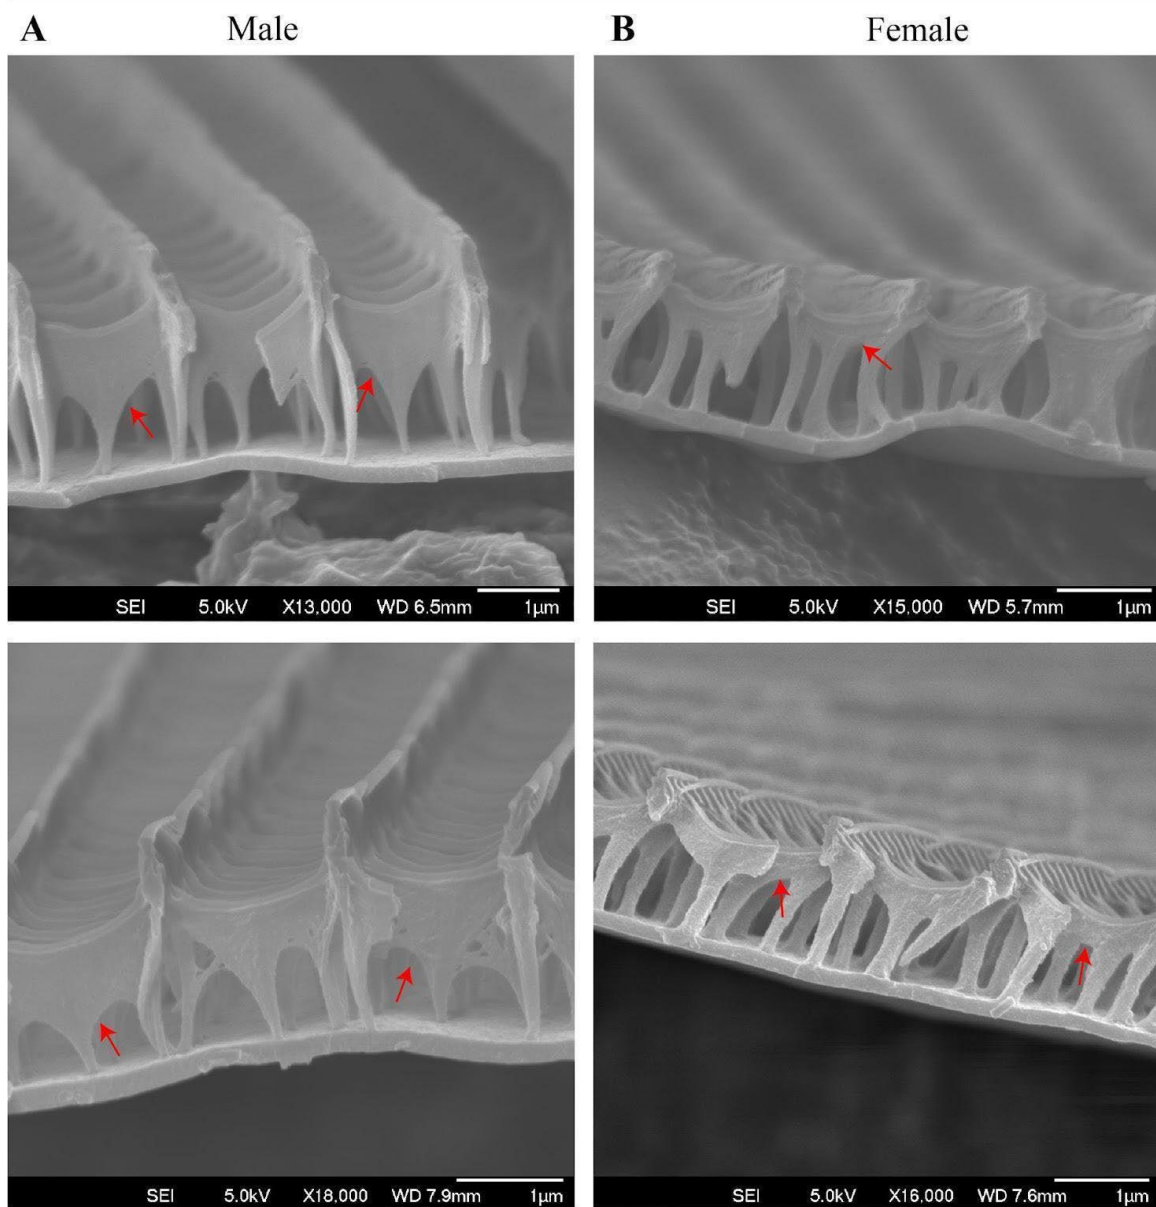 A Male
B Female
SEI 5.0kV X13,000 WD 6.5mm 1µm
SEI 5.0kV X15,000 WD 5.7mm 1µm
SEI 5.0kV X18,000 WD 7.9mm 1µm
SEI 5.0kV X16,000 WD 7.6mm 1µm